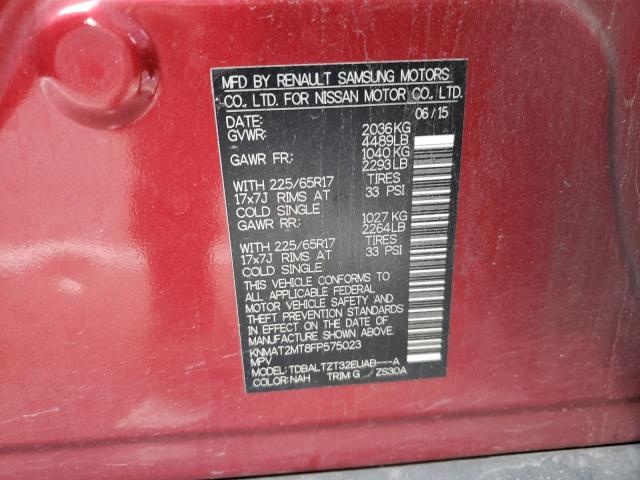 MFD BY RENAULT SAMSUNG MOTORS
CO., LTD. FOR NISSAN MOTOR CO., LTD.
DATE: 06/15
GVWR: 2036KG
4489LB
GAWR FR: 1040KG
2293LB
WITH 225/65R17 TIRES
17x7J RIMS AT 33 PSI
COLD SINGLE
GAWR RR: 1027 KG
2264LB
WITH 225/65R17 TIRES
17x7J RIMS AT 33 PSI
COLD SINGLE
THIS VEHICLE CONFORMS TO
ALL APPLICABLE FEDERAL
MOTOR VEHICLE SAFETY AND
THEFT PREVENTION STANDARDS
IN EFFECT ON THE DATE OF
MANUFACTURE SHOWN ABOVE.
KNMAT2MT8FP575023
MPV
MODEL: TDBALTZT32EUAB---A
COLOR: NAH TRIM: G ZS30A